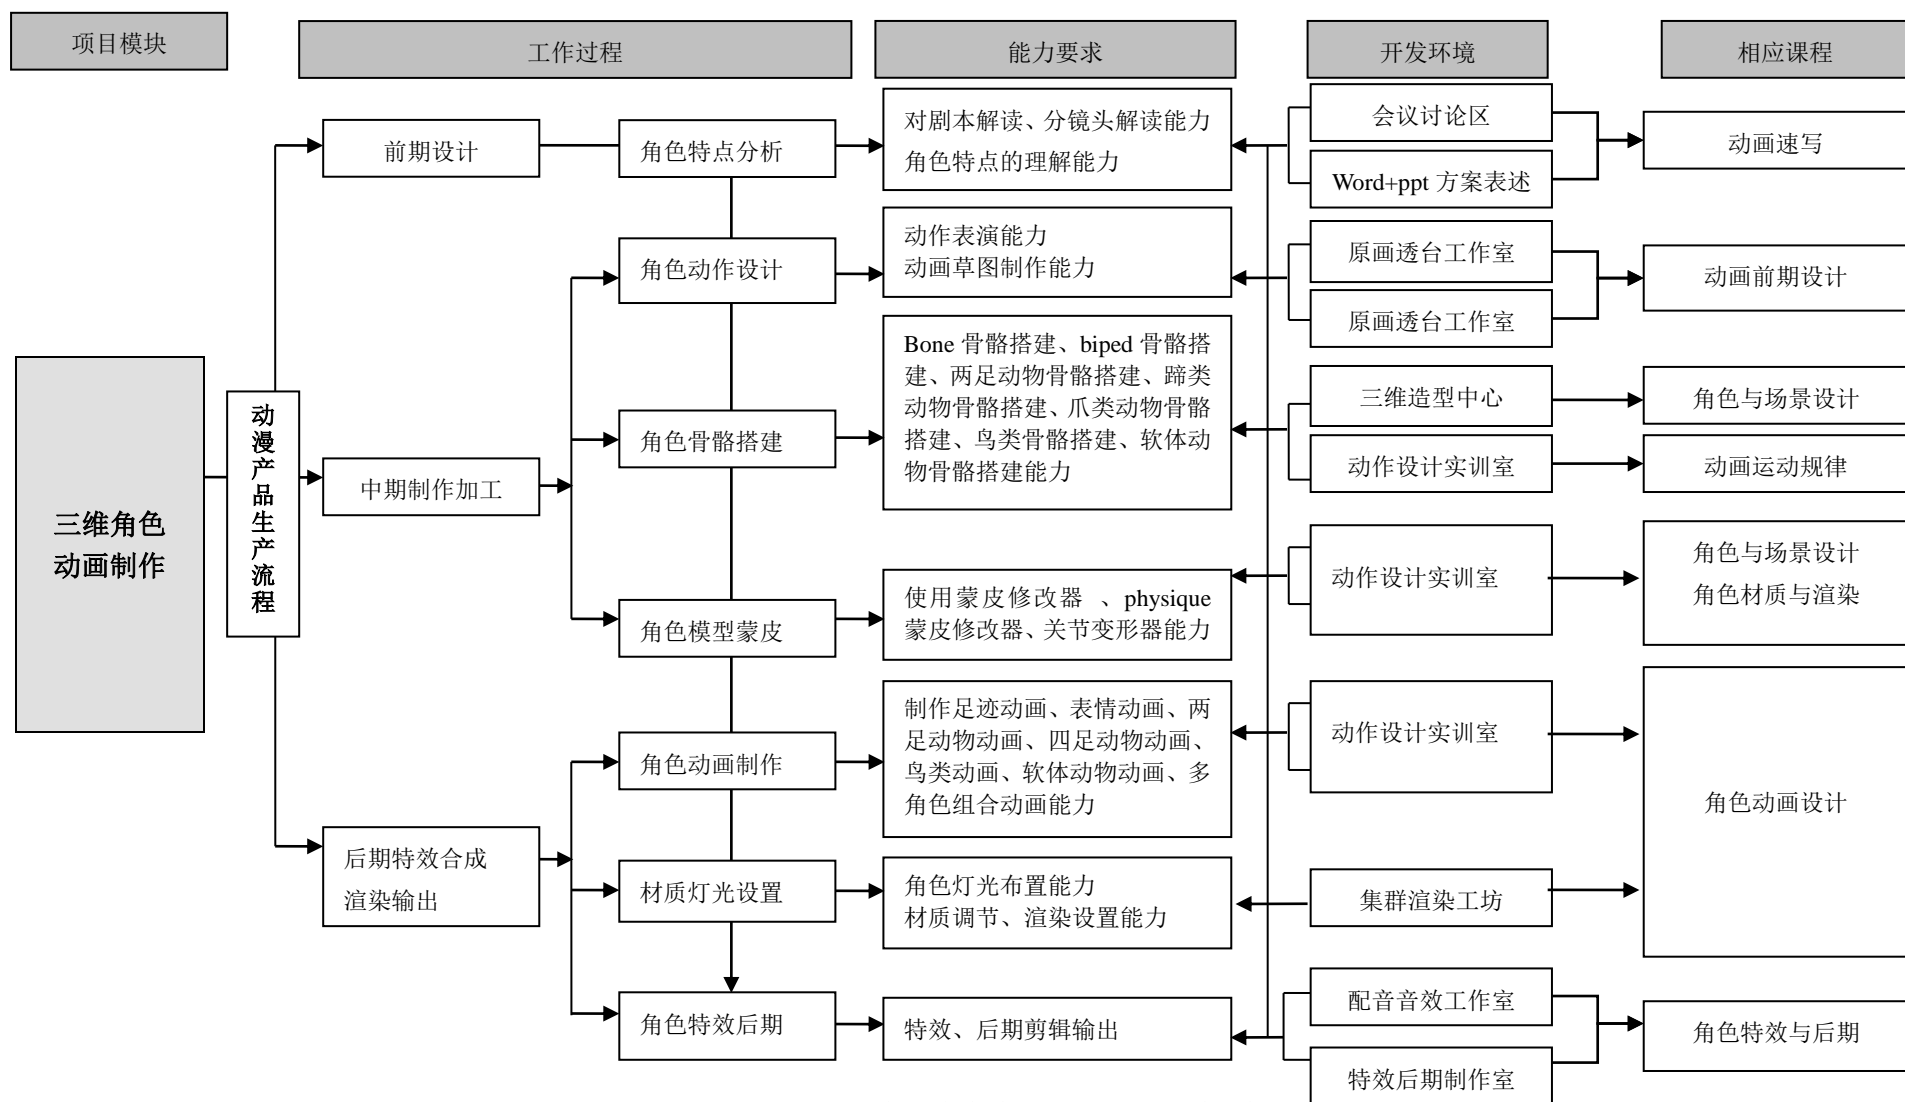 项目模块
工作过程
能力要求
开发环境
相应课程
三维角色
动画制作
动漫产品生产流程
前期设计
中期制作加工
后期特效合成
渲染输出
角色特点分析
角色动作设计
角色骨骼搭建
角色模型蒙皮
角色动画制作
材质灯光设置
角色特效后期
对剧本解读、分镜头解读能力
角色特点的理解能力
动作表演能力
动画草图制作能力
Bone 骨骼搭建、biped 骨骼搭
建、两足动物骨骼搭建、蹄类
动物骨骼搭建、爪类动物骨骼
搭建、鸟类骨骼搭建、软体动
物骨骼搭建能力
使用蒙皮修改器 、physique
蒙皮修改器、关节变形器能力
制作足迹动画、表情动画、两
足动物动画、四足动物动画、
鸟类动画、软体动物动画、多
角色组合动画能力
角色灯光布置能力
材质调节、渲染设置能力
特效、后期剪辑输出
会议讨论区
Word+ppt 方案表述
原画透台工作室
原画透台工作室
三维造型中心
动作设计实训室
动作设计实训室
动作设计实训室
集群渲染工坊
配音音效工作室
特效后期制作室
动画速写
动画前期设计
角色与场景设计
动画运动规律
角色与场景设计
角色材质与渲染
角色动画设计
角色特效与后期